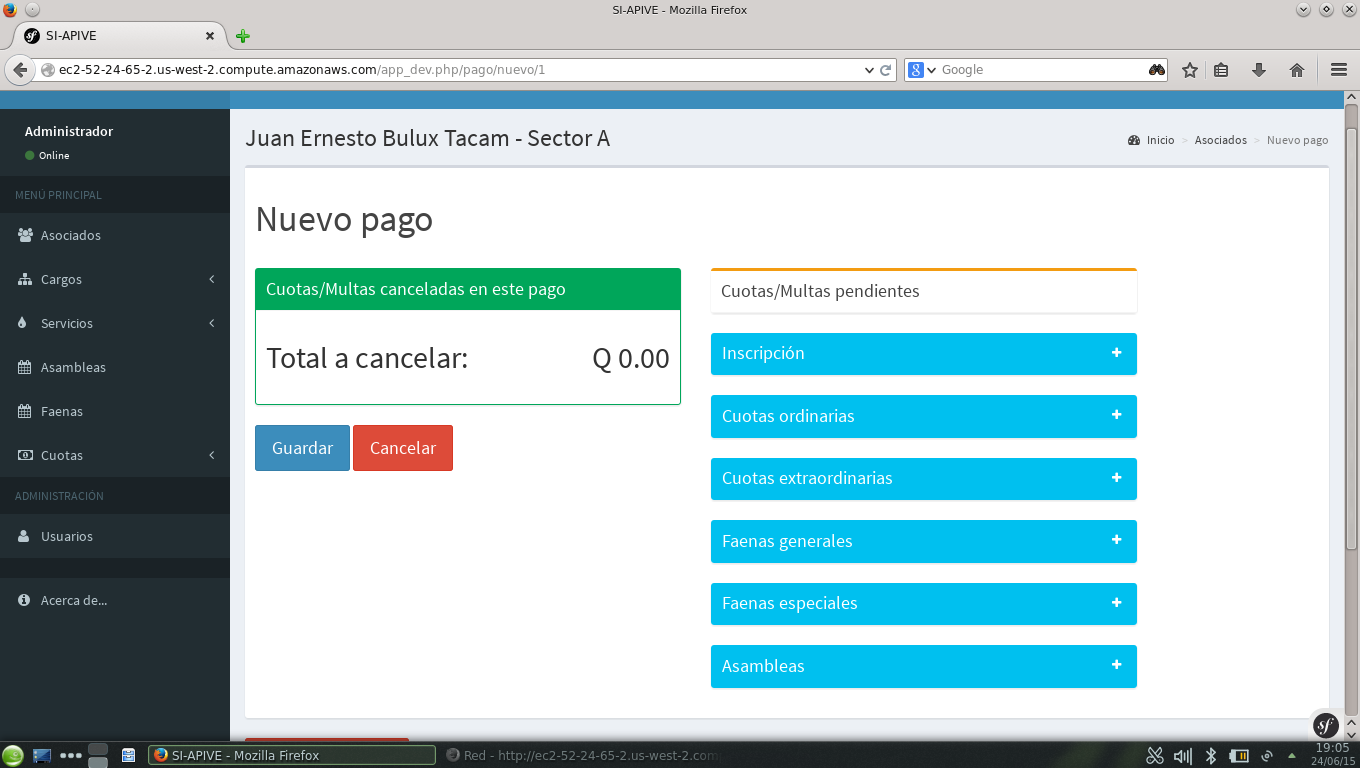 SI-APIVE - Mozilla Firefox
SI-APIVE
ec2-52-24-65-2.us-west-2.compute.amazonaws.com/app_dev.php/pago/nuevo/1
Google
Administrador
Online
MENÚ PRINCIPAL
Asociados
Cargos
Servicios
Asambleas
Faenas
Cuotas
ADMINISTRACIÓN
Usuarios
Acerca de...
Juan Ernesto Bulux Tacam - Sector A
Inicio > Asociados > Nuevo pago
Nuevo pago
Cuotas/Multas canceladas en este pago
Total a cancelar: Q 0.00
Guardar Cancelar
Cuotas/Multas pendientes
Inscripción
Cuotas ordinarias
Cuotas extraordinarias
Faenas generales
Faenas especiales
Asambleas
SI-APIVE - Mozilla Firefox
Red - http://ec2-52-24-65-2.us-west-2.com
19:05
24/06/15